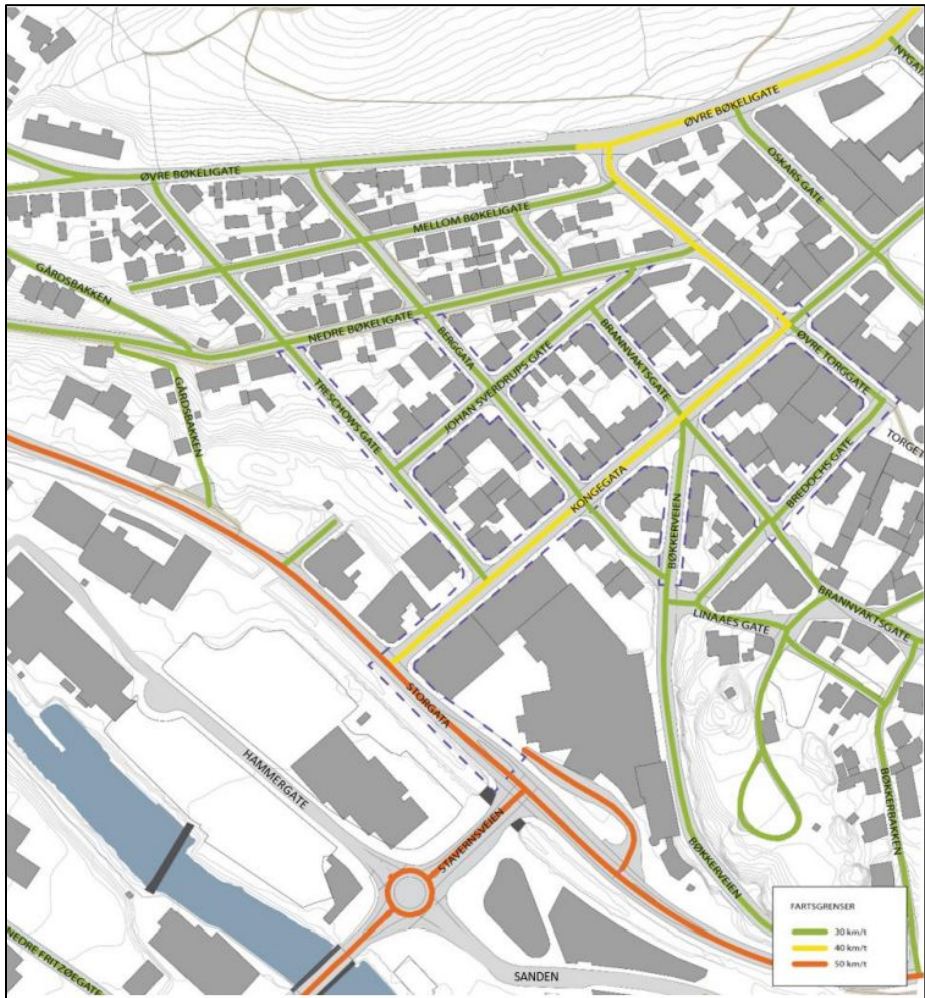 NYGATA
ØVRE BØKELIGATE
ØVRE BØKELIGATE
OSKARS GATE
MELLOM BØKELIGATE
GÅRDSBAKKEN
NEDRE BØKELIGATE
BERGGATA
BRANNVAKTSGATE
ØVRE TORGGATE
JOHAN SVERDRUPS GATE
TRESCHOWS GATE
GÅRDSBAKKEN
TORGET
BREDOCHS GATE
KONGEGATA
BØKKERVEIEN
LINAAES GATE
BRANNVAKTSGATE
STORGATA
HAMMERGATE
STAVERNSVEIEN
BØKKERBAKKEN
BØKKERVEIEN
NEDRE FRITZØEGATE
SANDEN
FARTSGRENSER
30 km/t
40 km/t
50 km/t